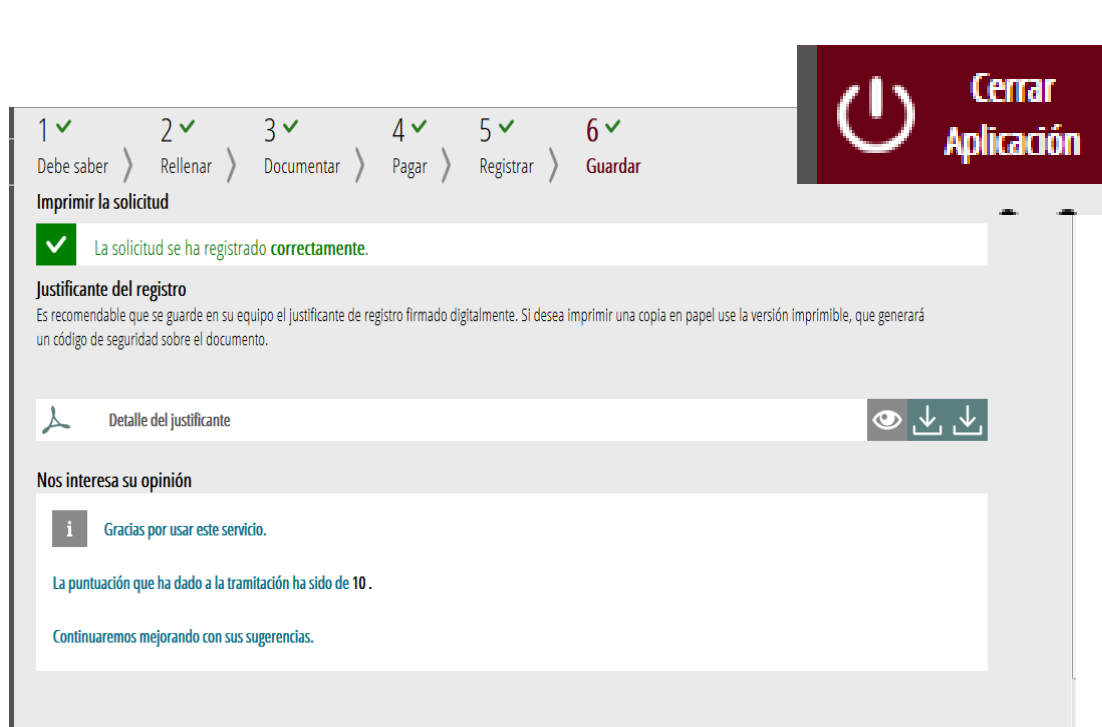 Cerrar
Aplicación
1 2 3 4 5 6
Debe saber Rellenar Documentar Pagar Registrar Guardar
Imprimir la solicitud
La solicitud se ha registrado correctamente.
Justificante del registro
Es recomendable que se guarde en su equipo el justificante de registro firmado digitalmente. Si desea imprimir una copia en papel use la versión imprimible, que generará
un código de seguridad sobre el documento.
Detalle del justificante
Nos interesa su opinión
i Gracias por usar este servicio.
La puntuación que ha dado a la tramitación ha sido de 10 .
Continuaremos mejorando con sus sugerencias.